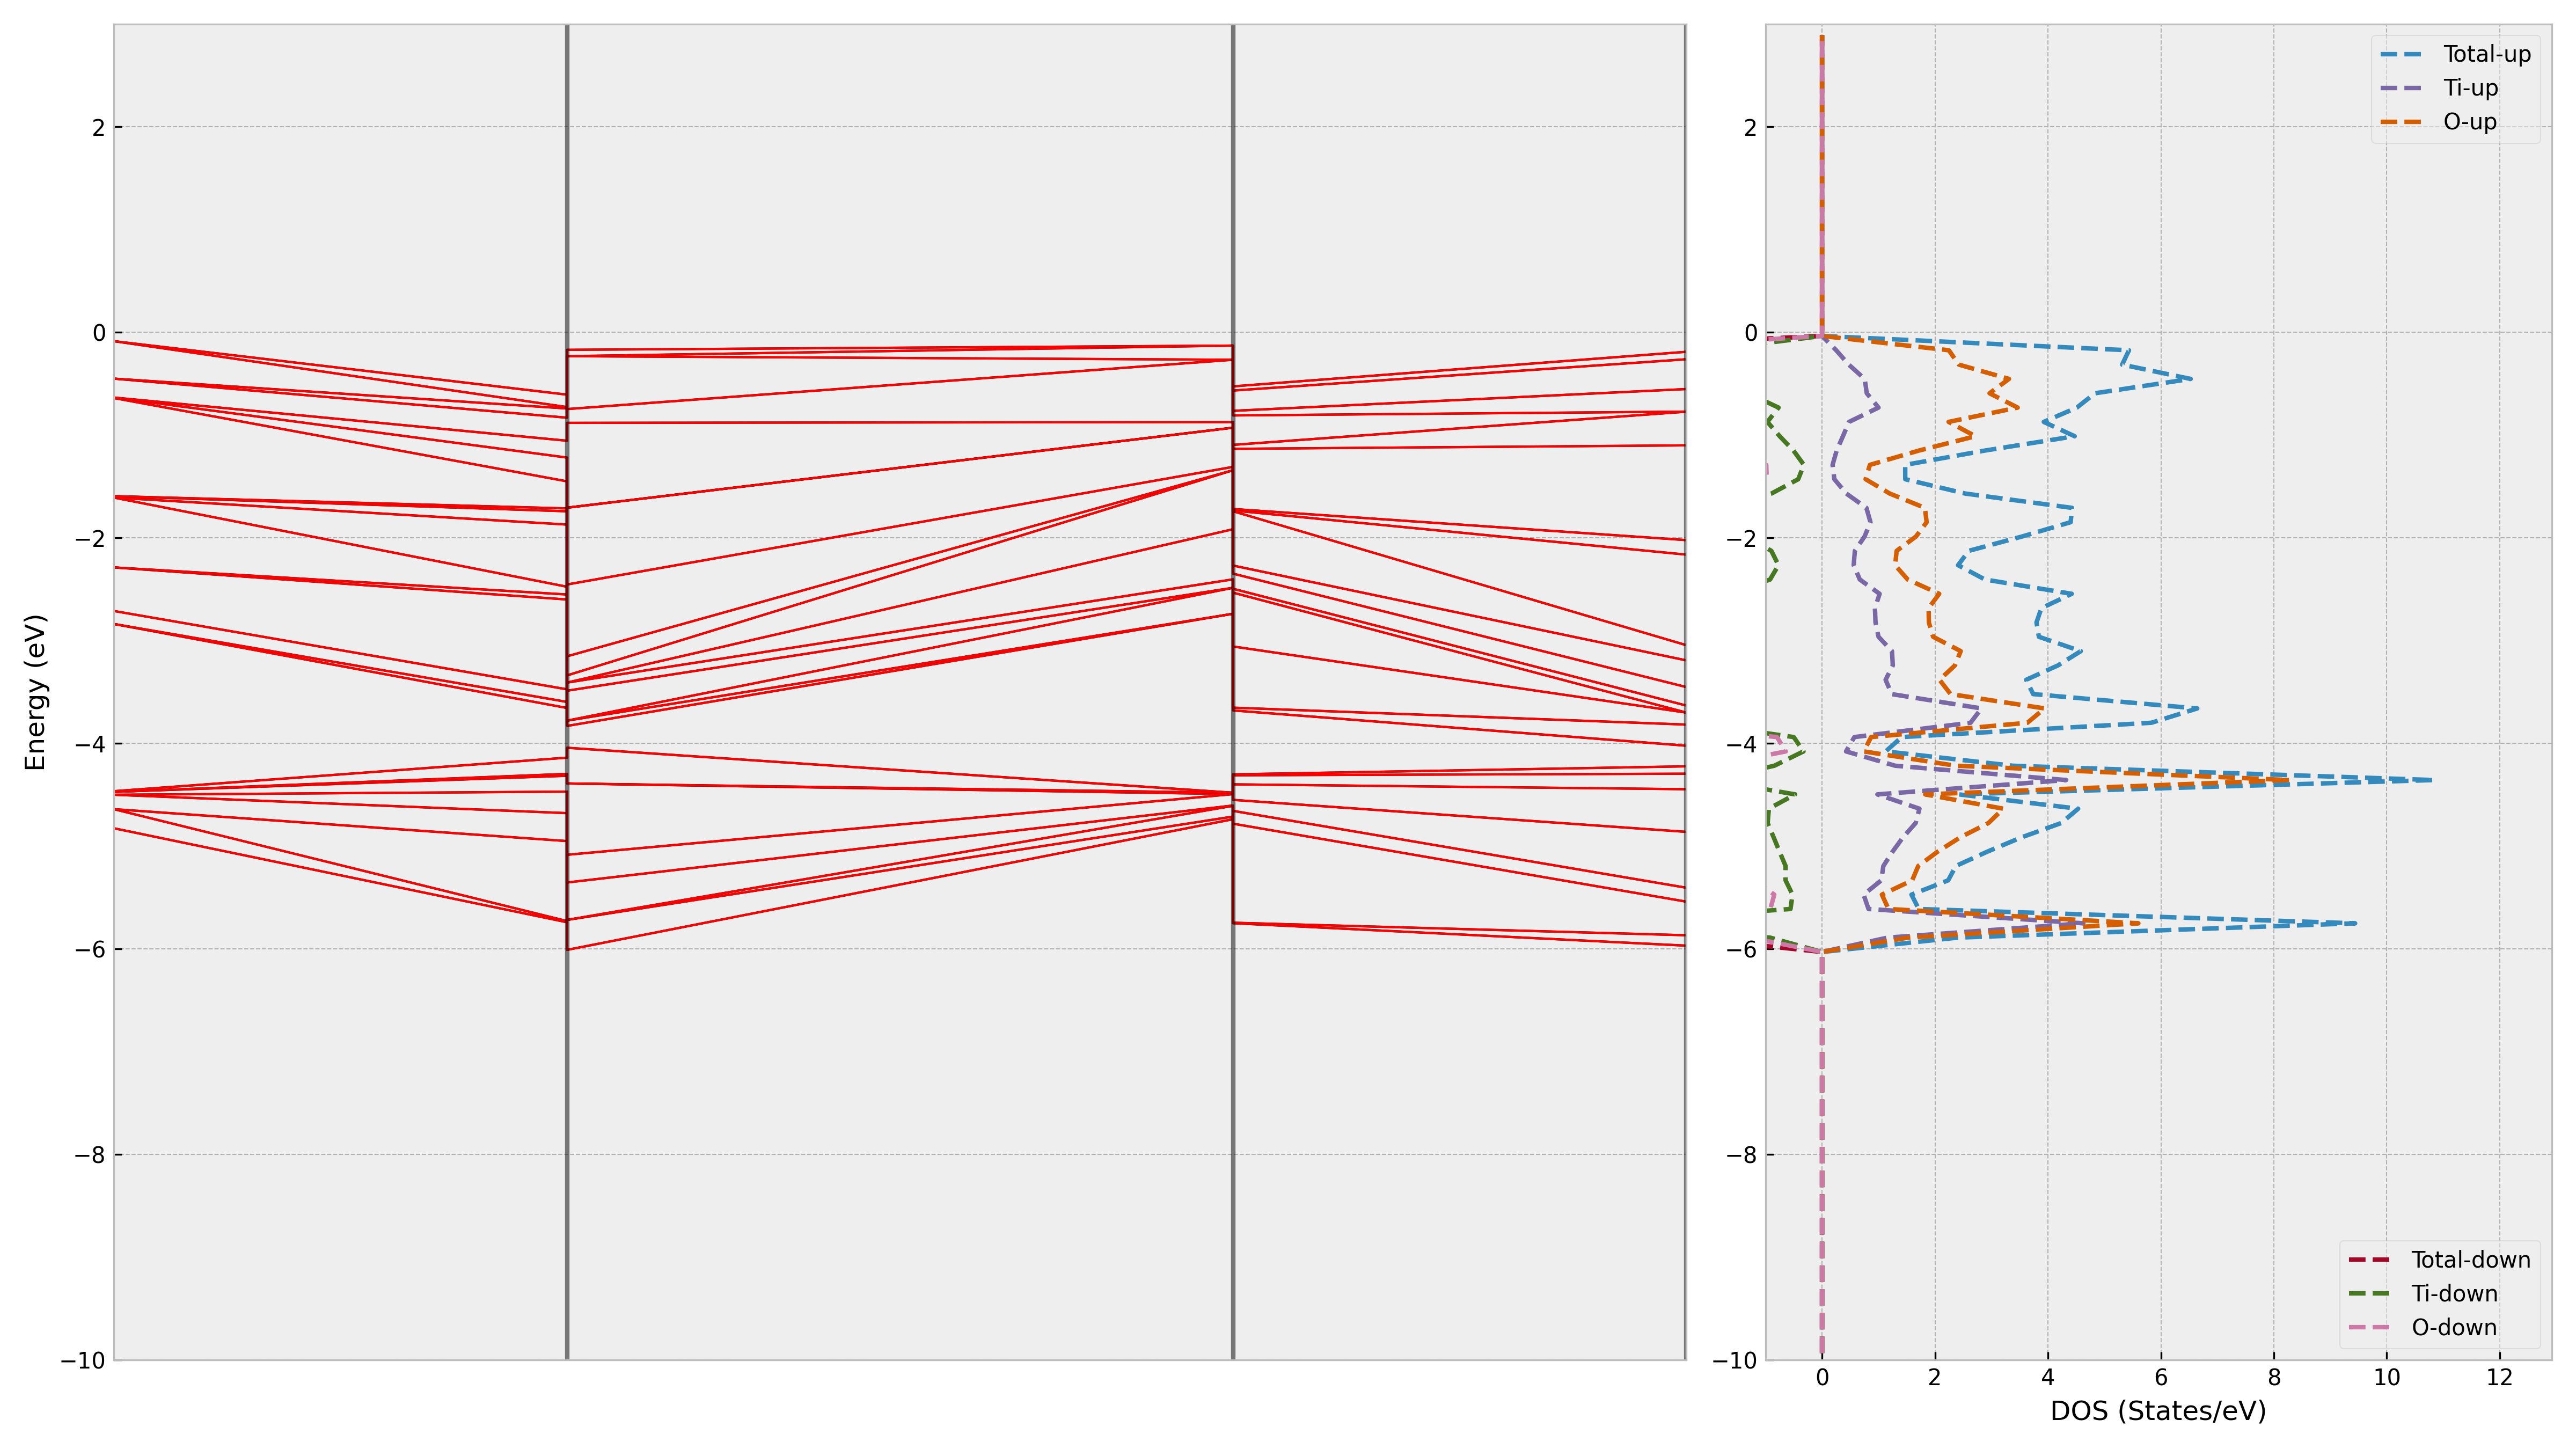 Energy (eV)
2
0
−2
−4
−6
−8
−10
2
0
−2
−4
−6
−8
−10
Total-up
Ti-up
O-up
Total-down
Ti-down
O-down
0 2 4 6 8 10 12
DOS (States/eV)